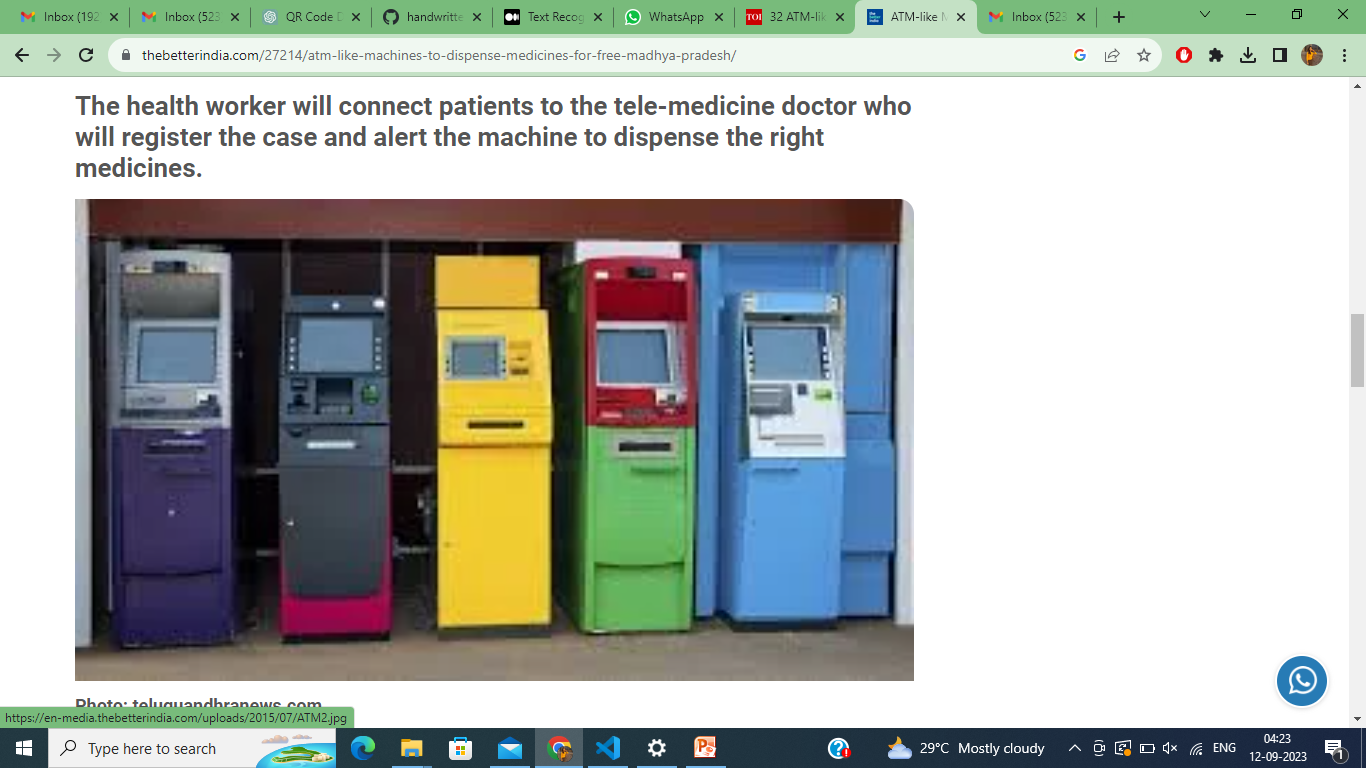 Inbox (192
Inbox (523
QR Code D
handwritte
Text Recog
WhatsApp
TOI
32 ATM-lik
ATM-like M
Inbox (523
thebetterindia.com/27214/atm-like-machines-to-dispense-medicines-for-free-madhya-pradesh/
The health worker will connect patients to the tele-medicine doctor who
will register the case and alert the machine to dispense the right
medicines.
Photo: teluguandhranews.com
https://en-media.thebetterindia.com/uploads/2015/07/ATM2.jpg
Type here to search
29°C Mostly cloudy
ENG
04:23
12-09-2023
1